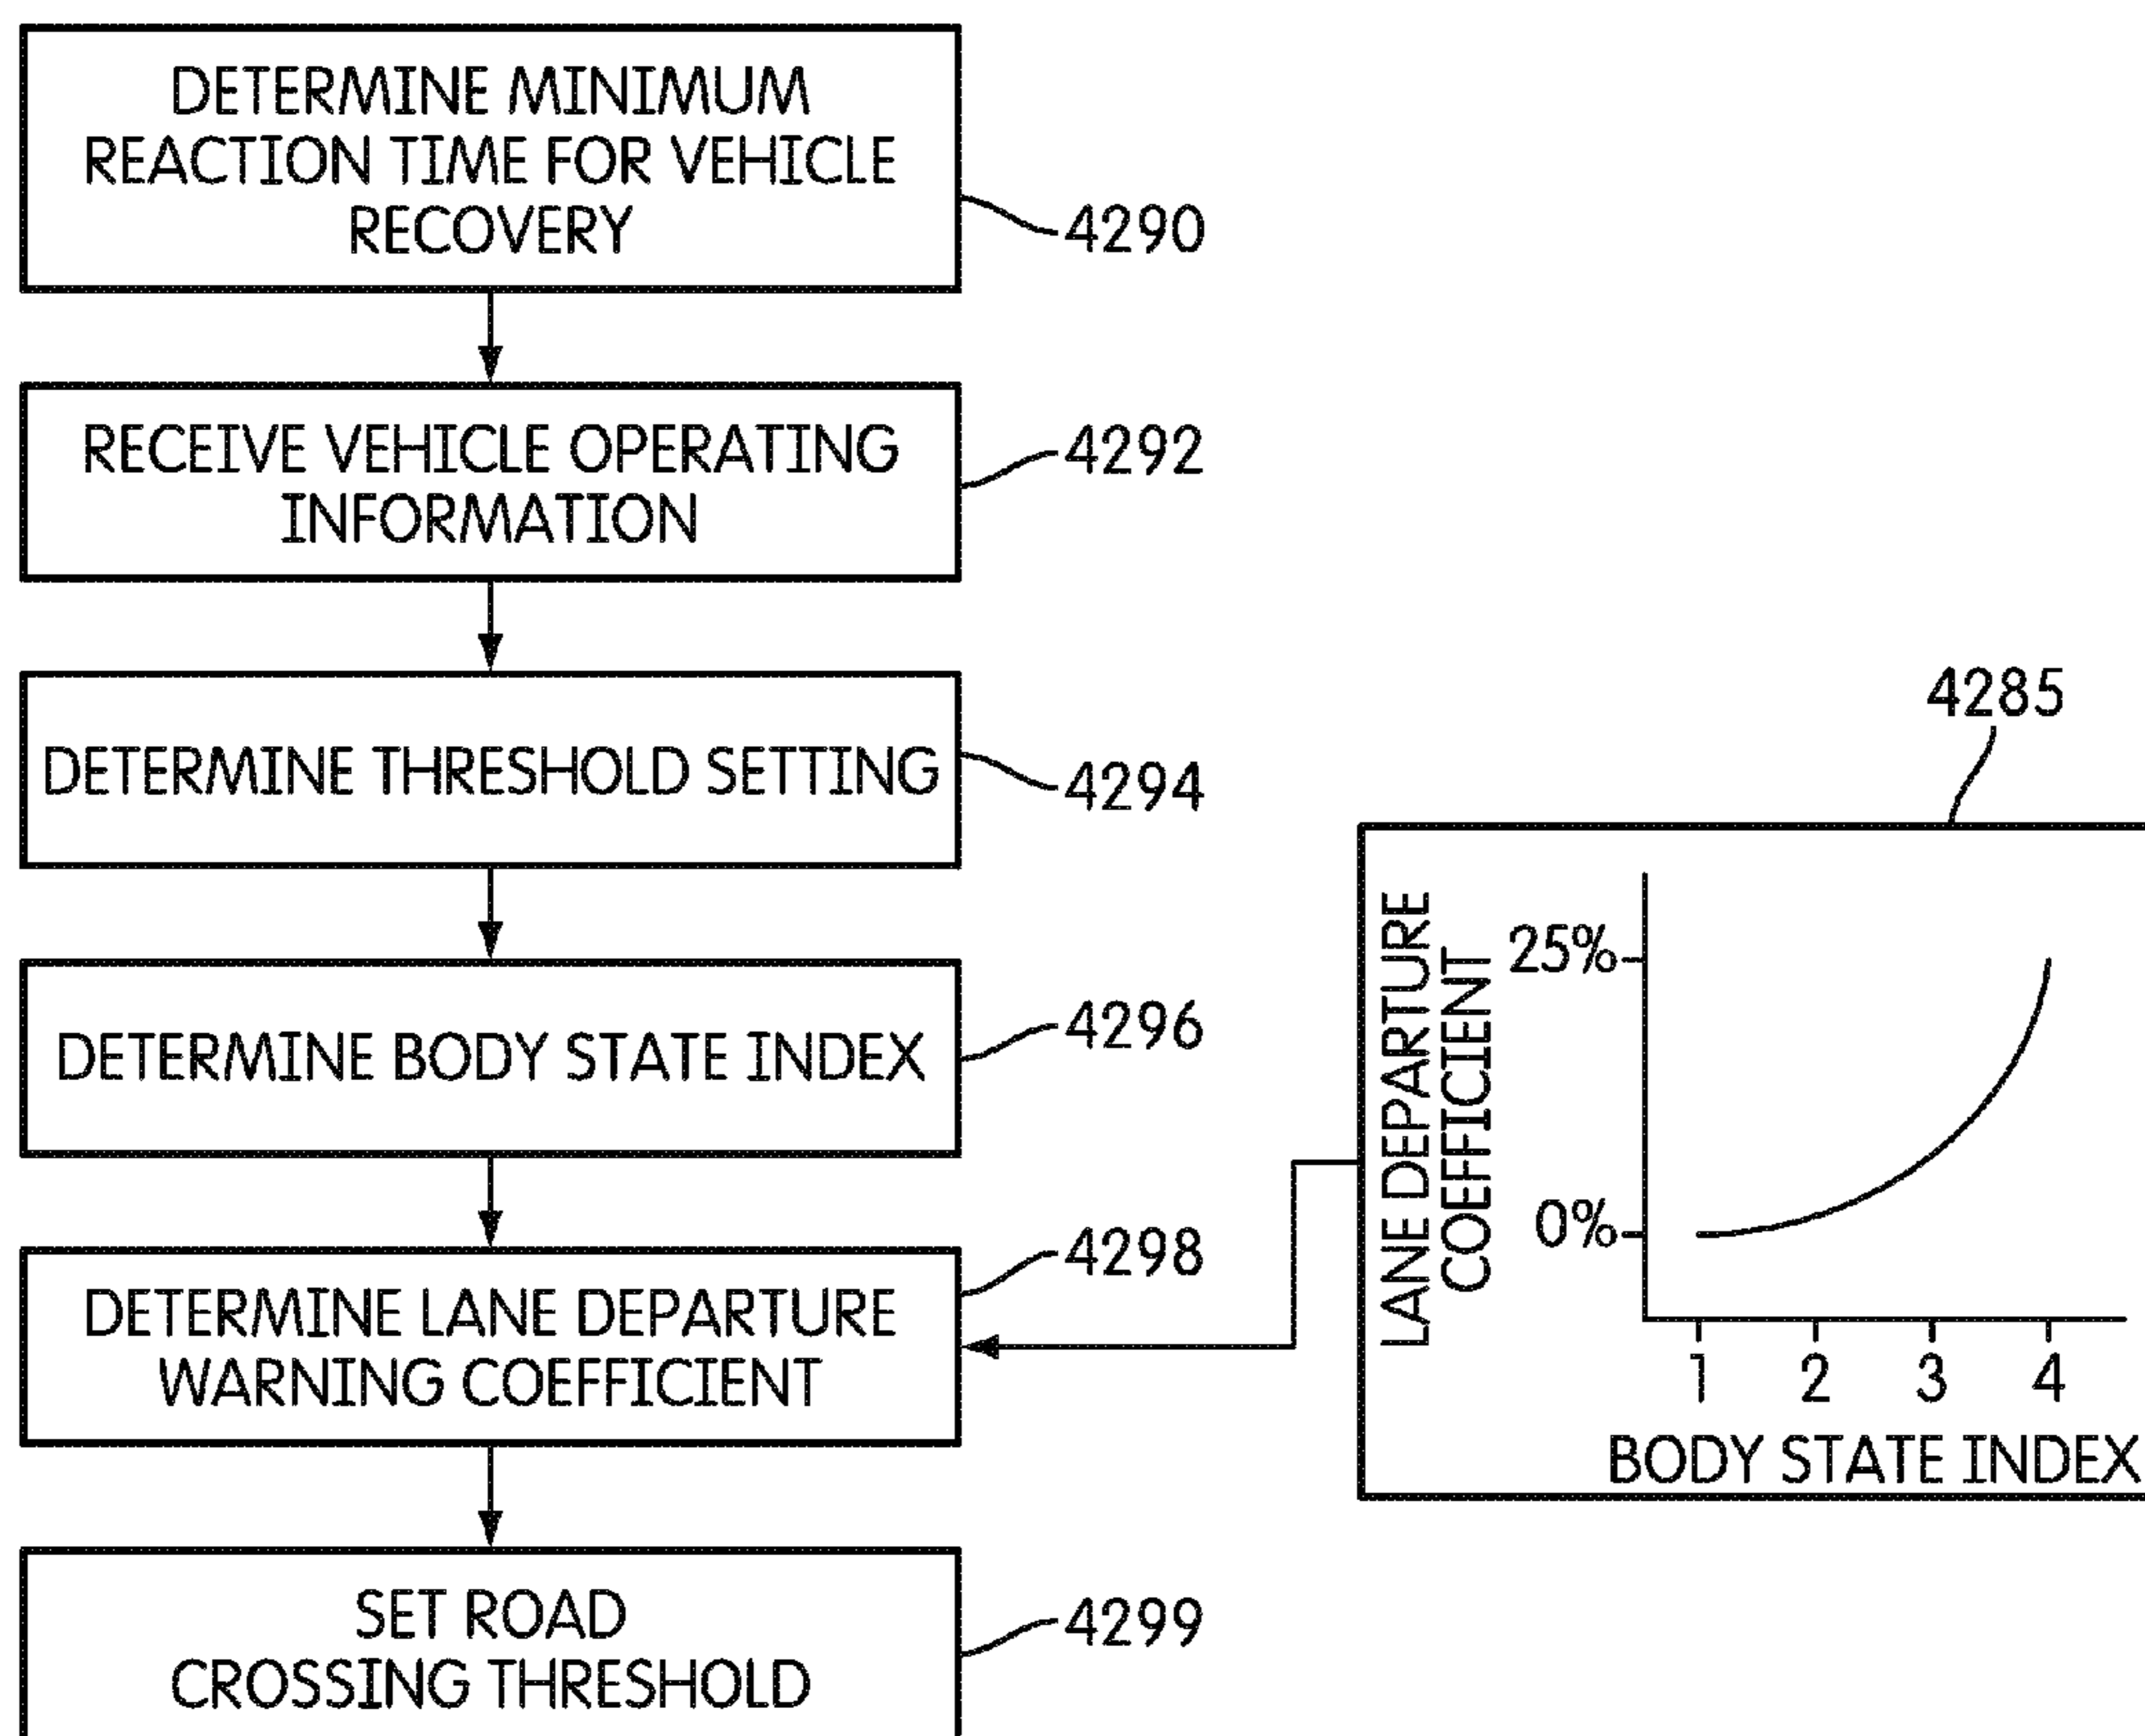 DETERMINE MINIMUM
REACTION TIME FOR VEHICLE
RECOVERY
4290
RECEIVE VEHICLE OPERATING
INFORMATION
4292
DETERMINE THRESHOLD SETTING
4294
DETERMINE BODY STATE INDEX
4296
DETERMINE LANE DEPARTURE
WARNING COEFFICIENT
4298
SET ROAD
CROSSING THRESHOLD
4299
4285
LANE DEPARTURE
COEFFICIENT
25%
0%
1 2 3 4
BODY STATE INDEX